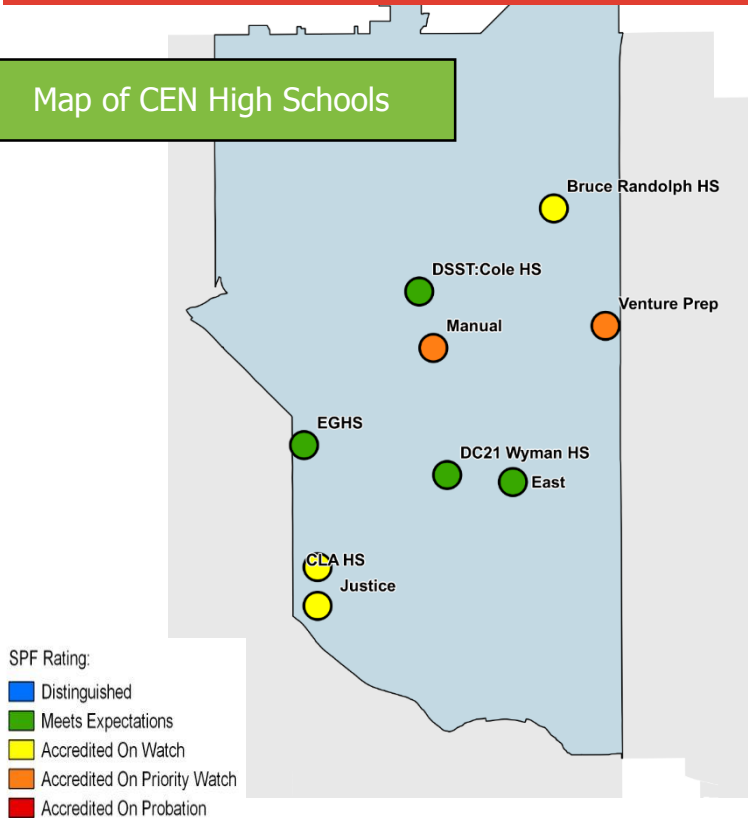 Map of CEN High Schools
Bruce Randolph HS
DSST:Cole HS
Venture Prep
Manual
EGHS
DC21 Wyman HS
East
CLA HS
Justice
SPF Rating:
Distinguished
Meets Expectations
Accredited On Watch
Accredited On Priority Watch
Accredited On Probation